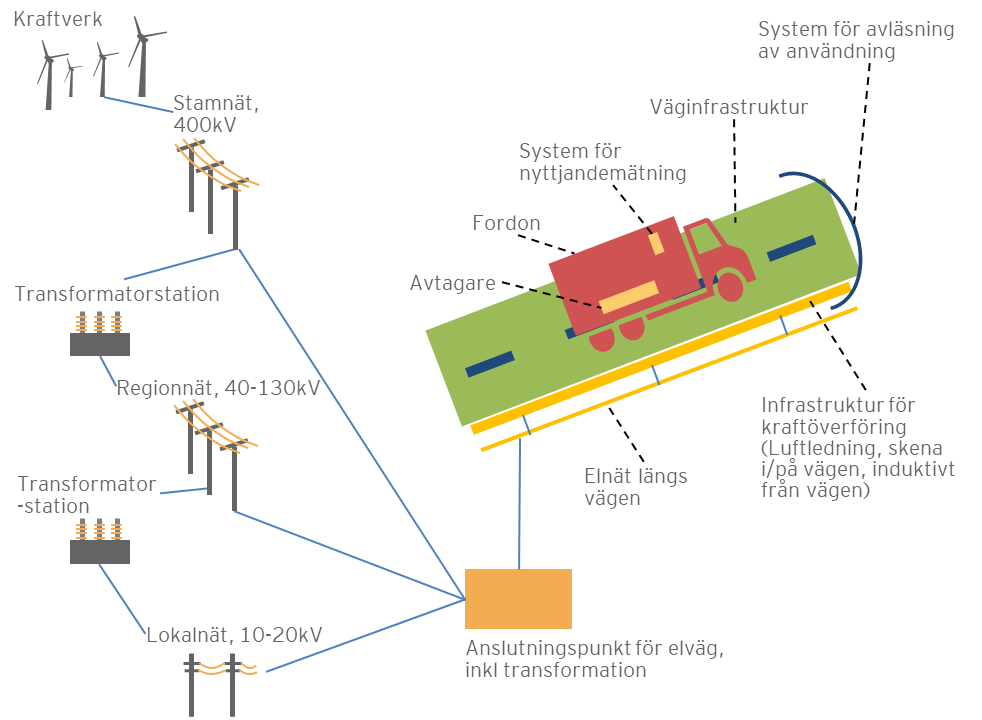 Kraftverk
Stamnät,
400kV
Transformatorstation
Regionnät, 40-130kV
Transformator
-station
Lokalnät, 10-20kV
System för avläsning
av användning
Väginfrastruktur
System för
nyttjandemätning
Fordon
Avtagare
Infrastruktur för
kraftöverföring
(Luftledning, skena
i/på vägen, induktivt
från vägen)
Elnät längs
vägen
Anslutningspunkt för elväg,
inkl transformation